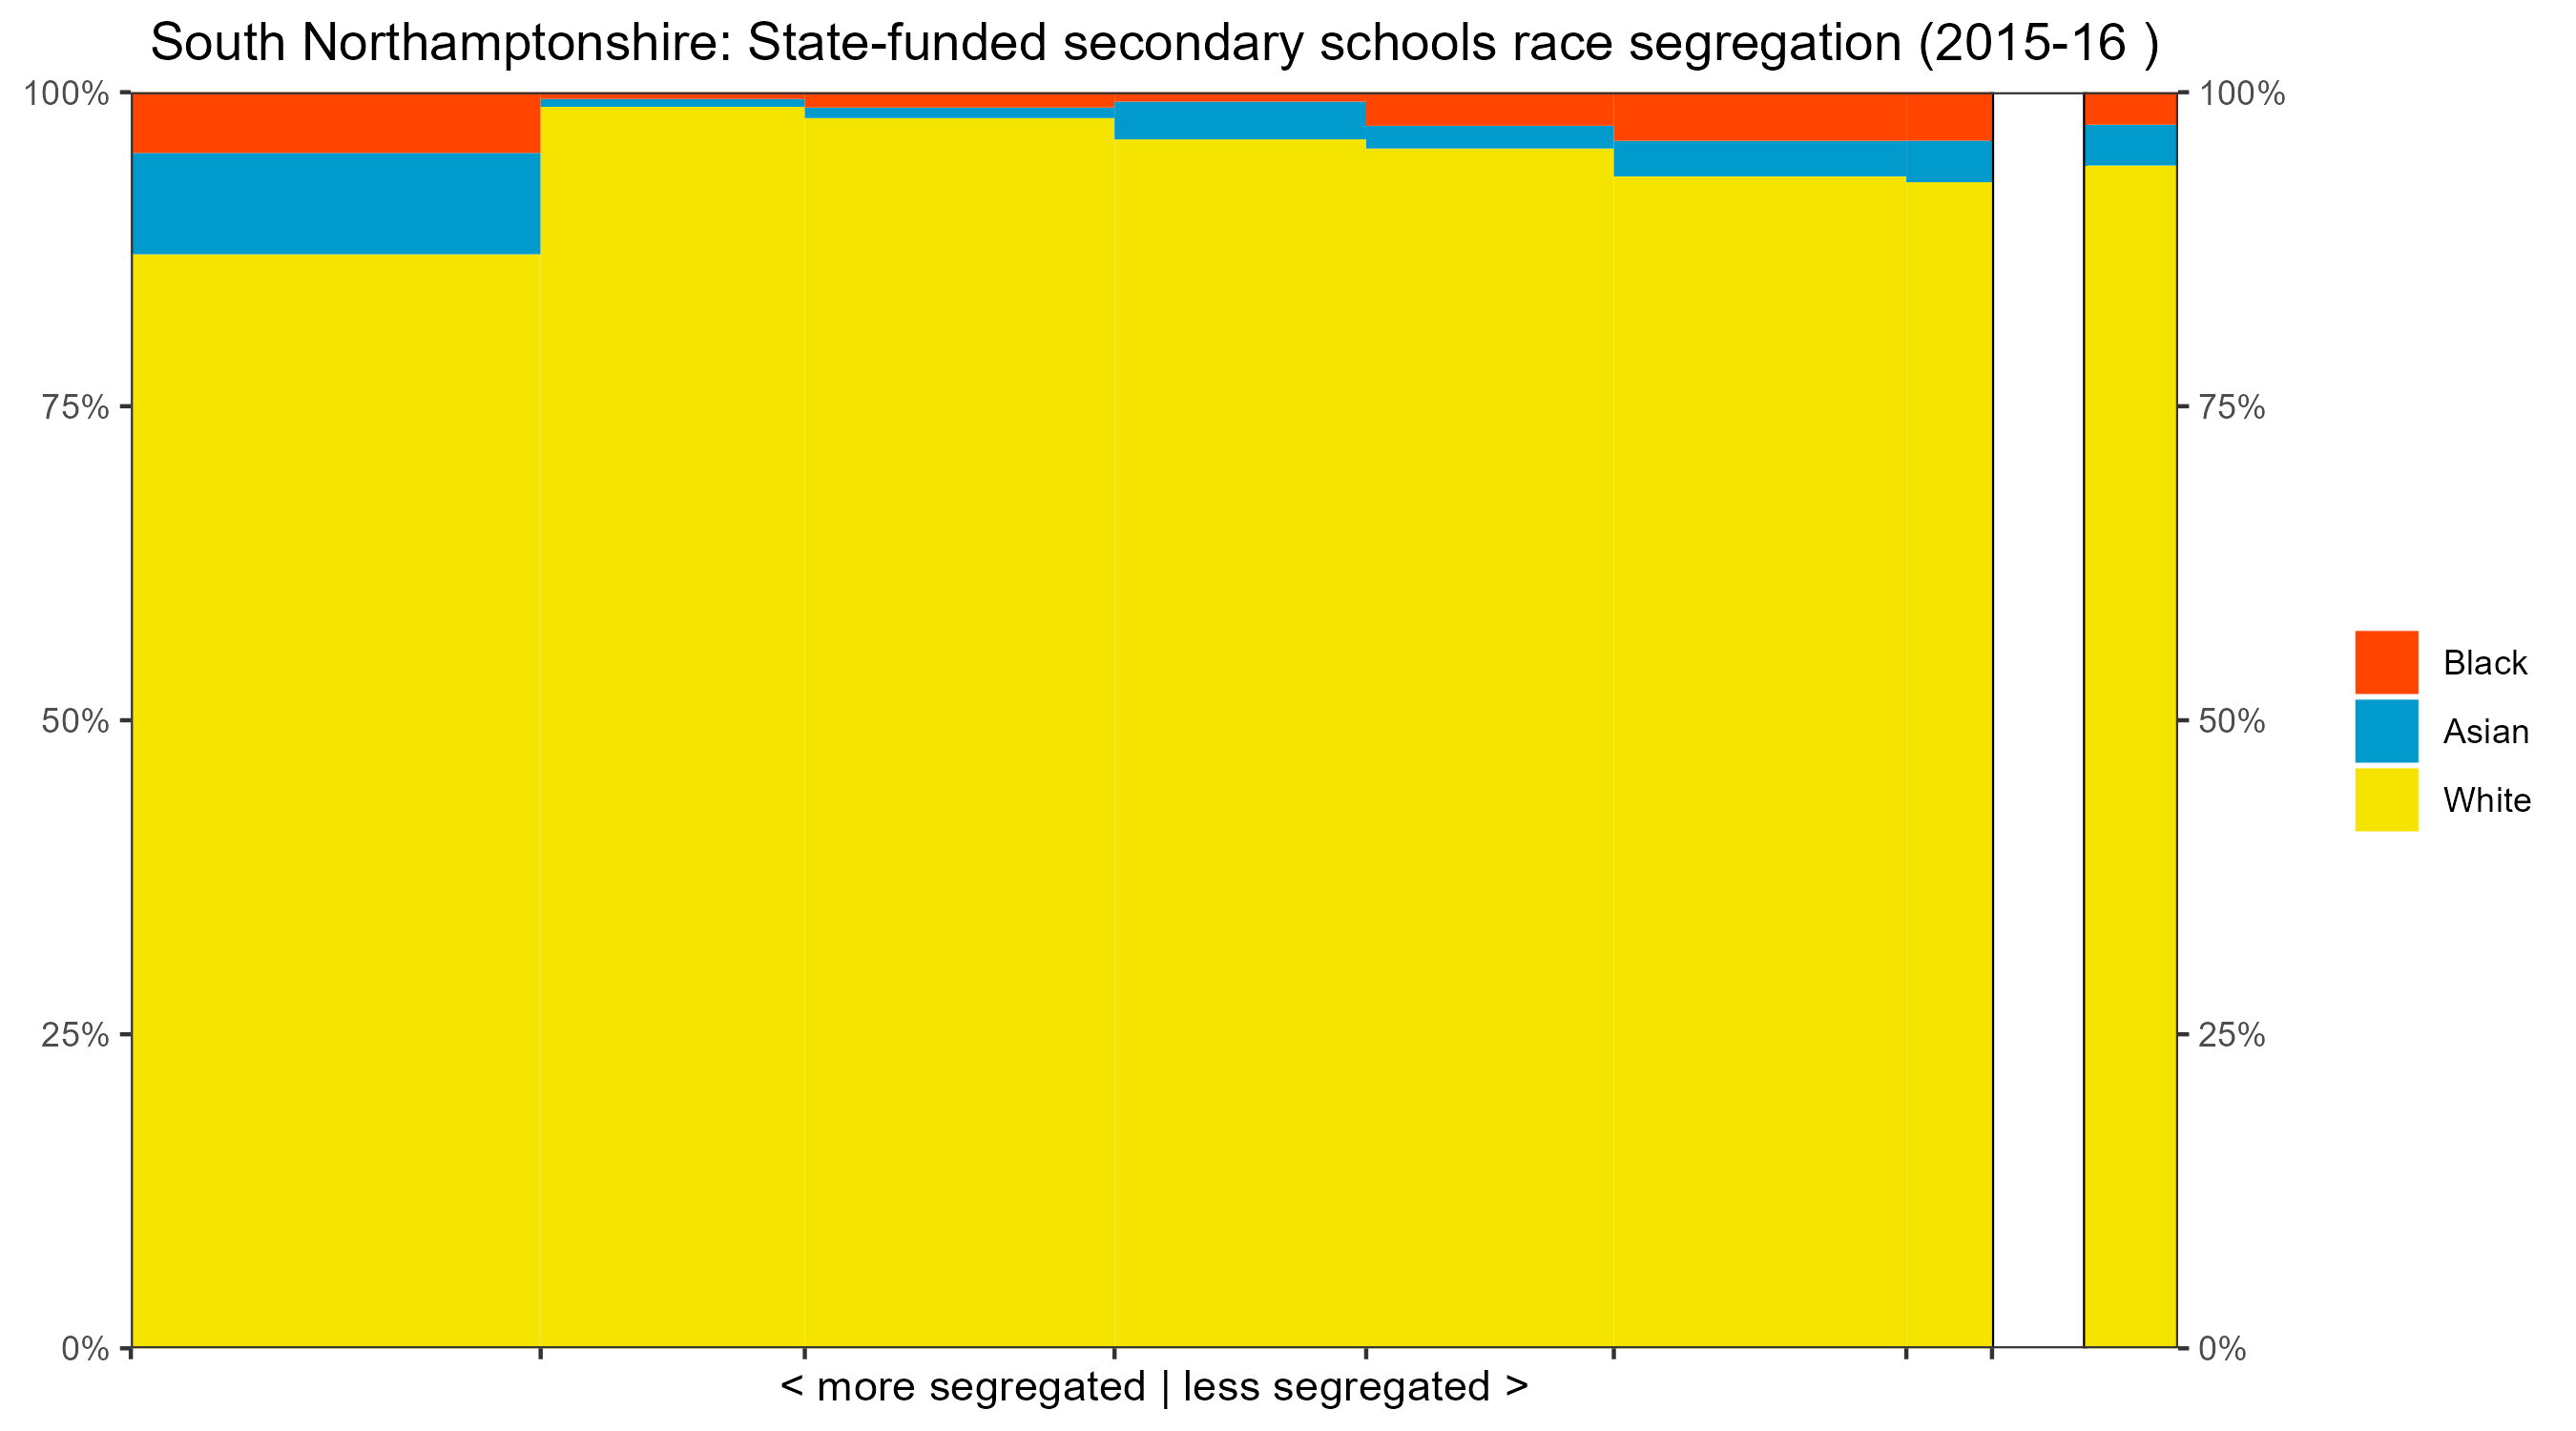 South Northamptonshire: State-funded secondary schools race segregation (2015-16 )
100%
75%
50%
25%
0%
100%
75%
50%
25%
0%
Black
Asian
White
< more segregated | less segregated >